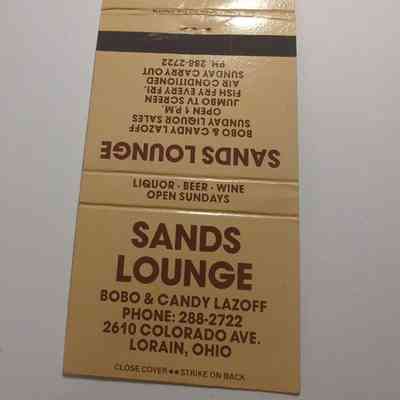 SANDS
LOUNGE
BOBO & CANDY LAZOFF
PHONE: 288-2722
2610 COLORADO AVE.
LORAIN, OHIO
CLOSE COVER ●● STRIKE ON BACK
LIQUOR · BEER · WINE
OPEN SUNDAYS
SANDS LOUNGE
BOBO & CANDY LAZOFF
SUNDAY LIQUOR SALES
OPEN 1 P.M.
JUMBO TV SCREEN
FISH FRY EVERY FRI.
AIR CONDITIONED
SUNDAY CARRY OUT
PH. 288-2722